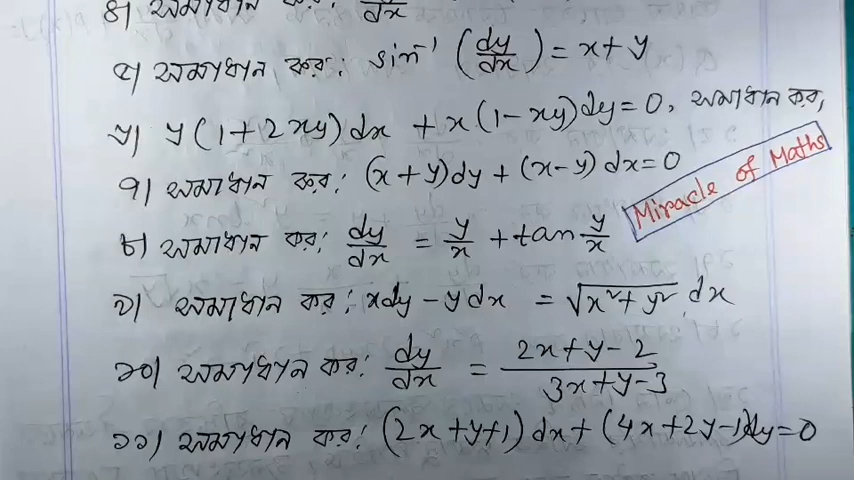 ৪। সমাধান কর: dy/dx
৫। সমাধান কর: sin⁻¹ (dy/dx) = x + y
৬। y(1+2xy)dx + x(1-xy)dy=0, সমাধান কর,
৭। সমাধান কর: (x+y)dy + (x-y) dx=0
Miracle of Maths
৮। সমাধান কর: dy/dx = y/x + tan y/x
৯। সমাধান কর: xdy - ydx = √(x²+y²) dx
১০। সমাধান কর: dy/dx = (2x+y-2)/(3x+y-3)
১১। সমাধান কর: (2x+y+1) dx + (4x+2y-1)dy=0